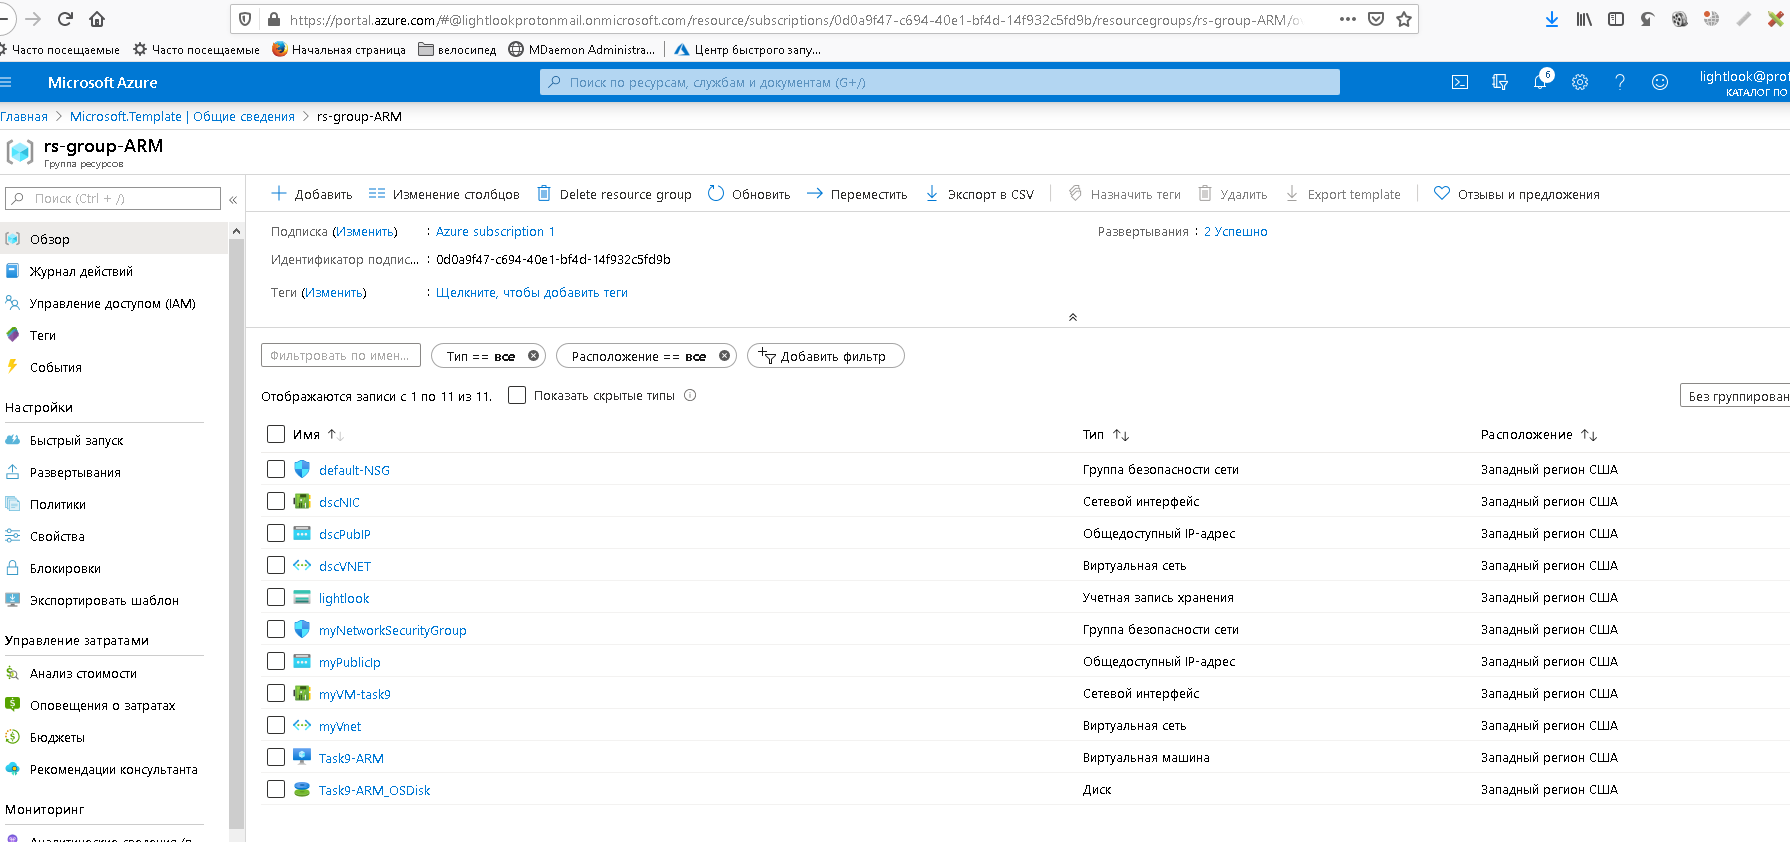 https://portal.azure.com/#@lightlookprotonmail.onmicrosoft.com/resource/subscriptions/0d0a9f47-c694-40e1-bf4d-14f932c5fd9b/resourcegroups/rs-group-ARM/
Часто посещаемые Часто посещаемые Начальная страница велосипед MDaemon Administra... Центр быстрого запу...
Microsoft Azure
Поиск по ресурсам, службам и документам (G+/)
6
lightlook@prot
КАТАЛОГ ПО
Главная > Microsoft.Template | Общие сведения > rs-group-ARM
rs-group-ARM
Группа ресурсов
Поиск (Ctrl + /)
«
Добавить Изменение столбцов Delete resource group Обновить Переместить Экспорт в CSV Назначить теги Удалить Export template Отзывы и предложения
Подписка (Изменить) : Azure subscription 1
Развертывания : 2 Успешно
Идентификатор подпис... : 0d0a9f47-c694-40e1-bf4d-14f932c5fd9b
Теги (Изменить) : Щелкните, чтобы добавить теги
Обзор
Журнал действий
Управление доступом (IAM)
Теги
События
Настройки
Быстрый запуск
Развертывания
Политики
Свойства
Блокировки
Экспортировать шаблон
Управление затратами
Анализ стоимости
Оповещения о затратах
Бюджеты
Рекомендации консультанта
Мониторинг
Фильтровать по имен... Тип == все Расположение == все Добавить фильтр
Отображаются записи с 1 по 11 из 11. Показать скрытые типы
Без группирован
Имя Тип Расположение
default-NSG Группа безопасности сети Западный регион США
dscNIC Сетевой интерфейс Западный регион США
dscPubIP Общедоступный IP-адрес Западный регион США
dscVNET Виртуальная сеть Западный регион США
lightlook Учетная запись хранения Западный регион США
myNetworkSecurityGroup Группа безопасности сети Западный регион США
myPublicIp Общедоступный IP-адрес Западный регион США
myVM-task9 Сетевой интерфейс Западный регион США
myVnet Виртуальная сеть Западный регион США
Task9-ARM Виртуальная машина Западный регион США
Task9-ARM_OSDisk Диск Западный регион США